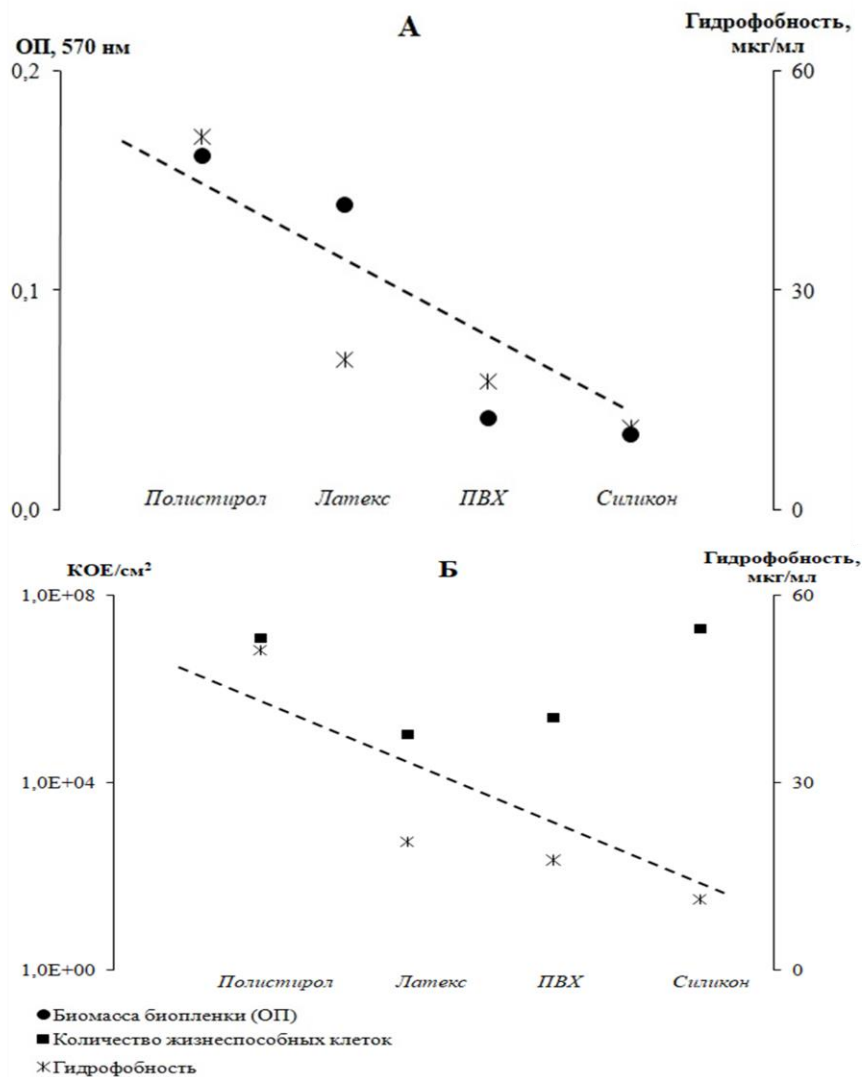 А
ОП, 570 нм
Гидрофобность,
мкг/мл
0,2
60
0,1
30
0,0
0
Полистирол
Латекс
ПВХ
Силикон
Б
КОЕ/см²
Гидрофобность,
мкг/мл
1,0E+08
60
1,0E+04
30
1,0E+00
0
Полистирол
Латекс
ПВХ
Силикон
Биомасса биопленки (ОП)
Количество жизнеспособных клеток
Гидрофобность